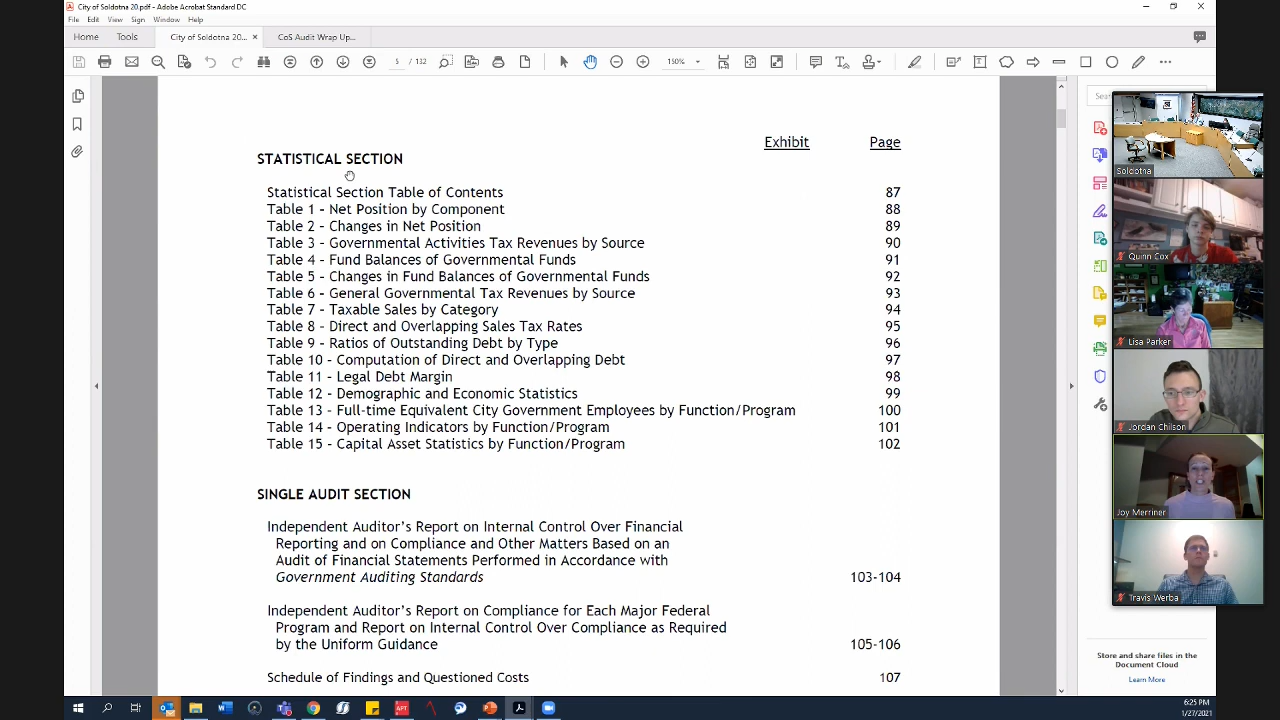 City of Soldotna 20.pdf - Adobe Acrobat Standard DC
File Edit View Sign Window Help
Home Tools City of Soldotna 20... × CoS Audit Wrap Up...
5 / 132 150%
Exhibit Page
STATISTICAL SECTION
Statistical Section Table of Contents 87
Table 1 - Net Position by Component 88
Table 2 - Changes in Net Position 89
Table 3 - Governmental Activities Tax Revenues by Source 90
Table 4 - Fund Balances of Governmental Funds 91
Table 5 - Changes in Fund Balances of Governmental Funds 92
Table 6 - General Governmental Tax Revenues by Source 93
Table 7 - Taxable Sales by Category 94
Table 8 - Direct and Overlapping Sales Tax Rates 95
Table 9 - Ratios of Outstanding Debt by Type 96
Table 10 - Computation of Direct and Overlapping Debt 97
Table 11 - Legal Debt Margin 98
Table 12 - Demographic and Economic Statistics 99
Table 13 - Full-time Equivalent City Government Employees by Function/Program 100
Table 14 - Operating Indicators by Function/Program 101
Table 15 - Capital Asset Statistics by Function/Program 102
SINGLE AUDIT SECTION
Independent Auditor's Report on Internal Control Over Financial
Reporting and on Compliance and Other Matters Based on an
Audit of Financial Statements Performed in Accordance with
Government Auditing Standards 103-104
Independent Auditor's Report on Compliance for Each Major Federal
Program and Report on Internal Control Over Compliance as Required
by the Uniform Guidance 105-106
Schedule of Findings and Questioned Costs 107
Soldotna
Quinn Cox
Lisa Parker
Jordan Chilson
Joy Merriner
Travis Werba
Store and share files in the
Document Cloud
Learn More
6:25 PM
1/27/2021